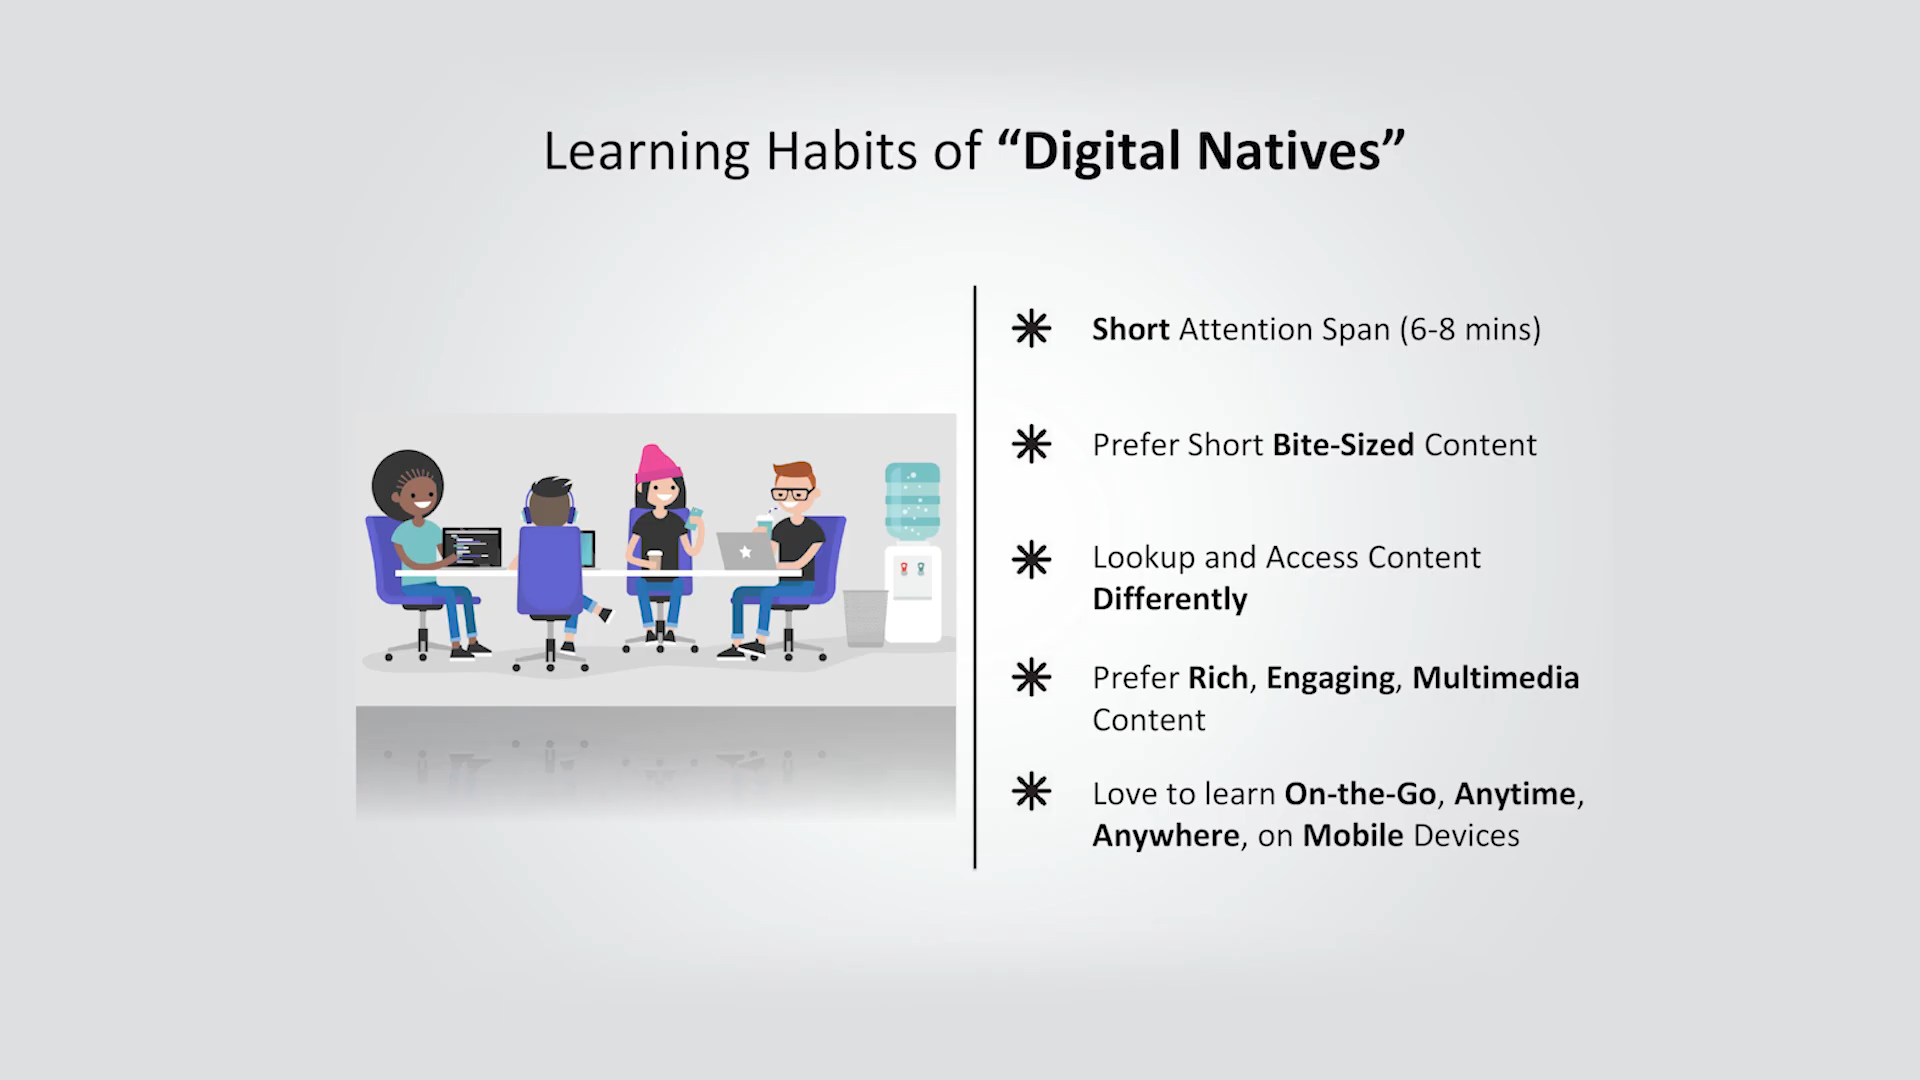 Learning Habits of “Digital Natives”
Short Attention Span (6-8 mins)
Prefer Short Bite-Sized Content
Lookup and Access Content
Differently
Prefer Rich, Engaging, Multimedia
Content
Love to learn On-the-Go, Anytime,
Anywhere, on Mobile Devices